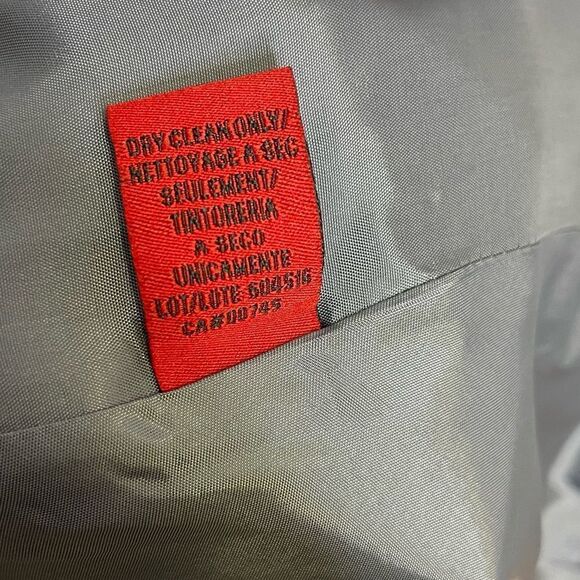 DRY CLEAN ONLY/
NETTOYAGE A SEC
SEULEMENT/
TINTORERIA
A SECO
UNICAMENTE
LOT/LOTE 604516
CA#00745